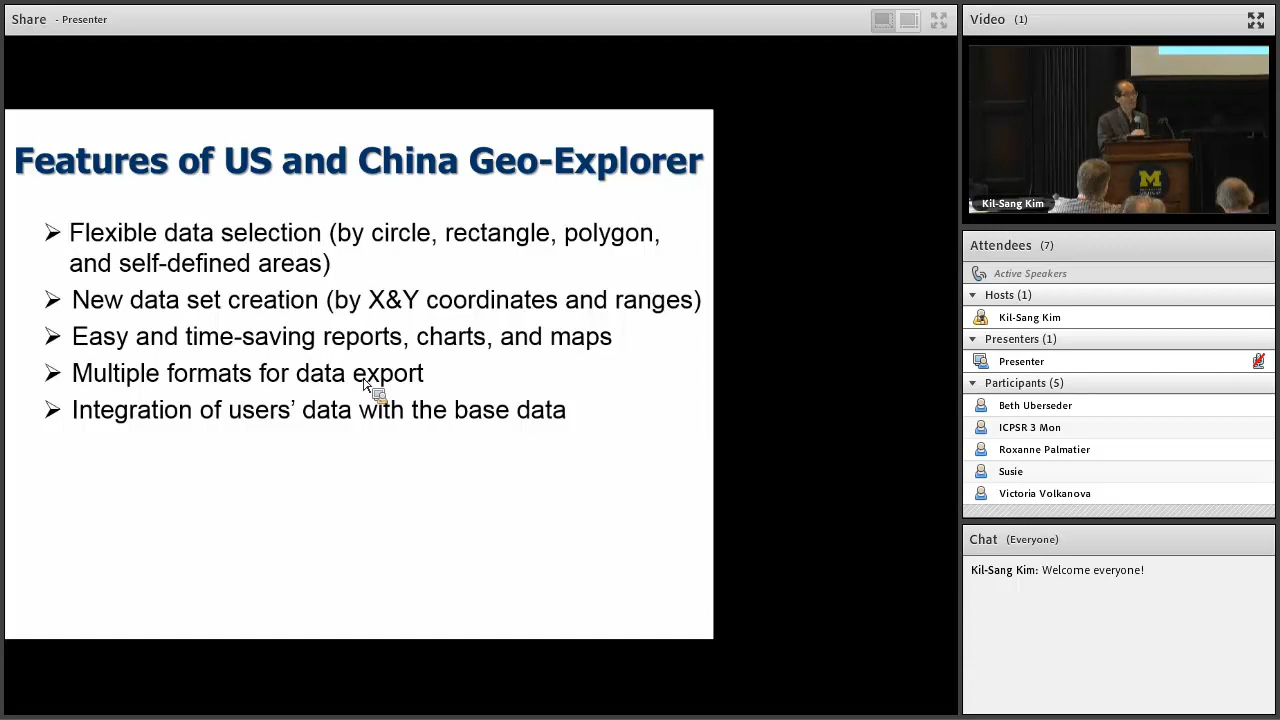 Share - Presenter
Features of US and China Geo-Explorer
➢ Flexible data selection (by circle, rectangle, polygon,
and self-defined areas)
➢ New data set creation (by X&Y coordinates and ranges)
➢ Easy and time-saving reports, charts, and maps
➢ Multiple formats for data export
➢ Integration of users’ data with the base data
Video (1)
M
Kil-Sang Kim
Attendees (7)
Active Speakers
Hosts (1)
Kil-Sang Kim
Presenters (1)
Presenter
Participants (5)
Beth Uberseder
ICPSR 3 Mon
Roxanne Palmatier
Susie
Victoria Volkanova
Chat (Everyone)
Kil-Sang Kim: Welcome everyone!